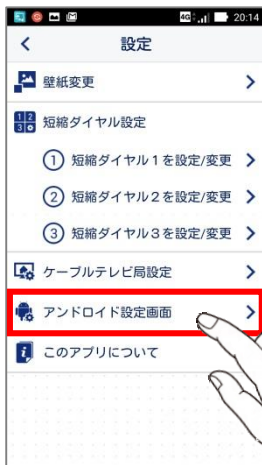 4G 20:14
設定
壁紙変更
1 2 3
短縮ダイヤル設定
1 短縮ダイヤル1を設定/変更
2 短縮ダイヤル2を設定/変更
3 短縮ダイヤル3を設定/変更
ケーブルテレビ局設定
アンドロイド設定画面
i このアプリについて